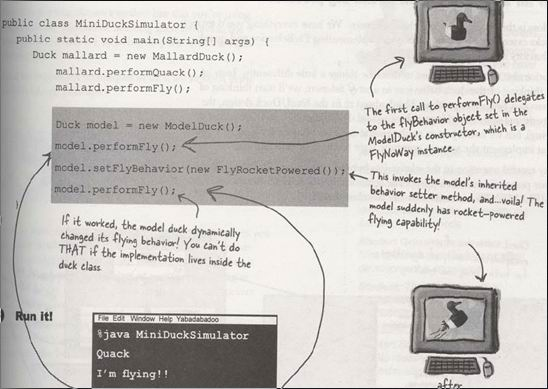 public class MiniDuckSimulator {
public static void main(String[] args) {
Duck mallard = new MallardDuck();
mallard.performQuack();
mallard.performFly();
Duck model = new ModelDuck();
model.performFly();
model.setFlyBehavior(new FlyRocketPowered());
model.performFly();
}
The first call to performFly() delegates
to the flyBehavior object set in the
ModelDuck's constructor, which is a
FlyNoWay instance.
This invokes the model's inherited
behavior setter method, and...voila! The
model suddenly has rocket-powered
flying capability!
If it worked, the model duck dynamically
changed its flying behavior! You can't do
THAT if the implementation lives inside the
duck class
Run it!
File Edit Window Help Yabadabadoo
%java MiniDuckSimulator
Quack
I'm flying!!
after